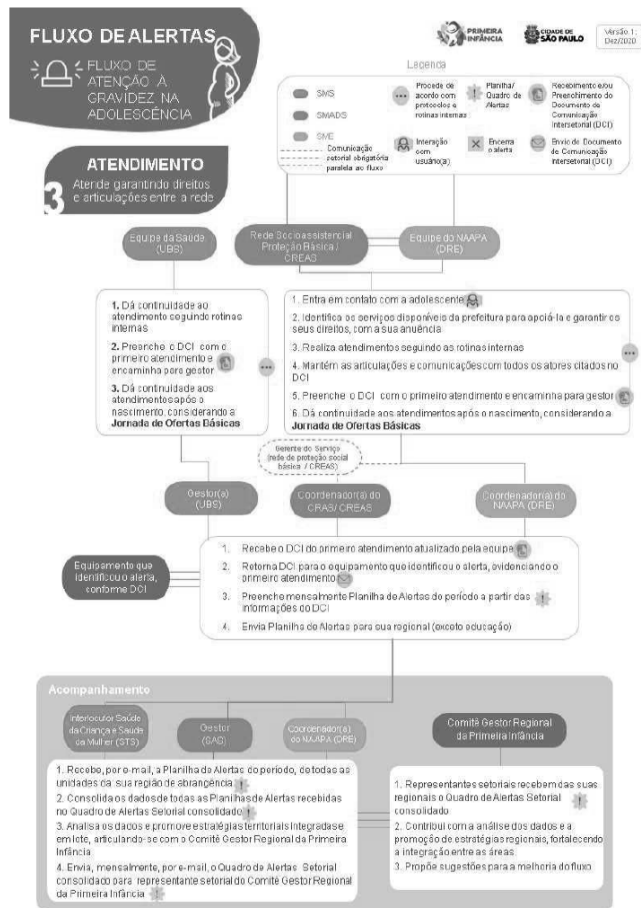 FLUXO DE ALERTAS
FLUXO DE
ATENÇÃO À
GRAVIDEZ NA
ADOLESCÊNCIA
PRIMEIRA
INFÂNCIA
CIDADE DE
SÃO PAULO
Versão 1:
Dez/2020
Legenda
SMS
SMADS
SME
Comunicação
setorial obrigatória
paralela ao fluxo
Procede de
acordo com
protocolos e
rotinas internas
Interação
com
usuário(a)
Planilha/
Quadro de
Alertas
Encerra
o alerta
Recebimento e/ou
Preenchimento do
Documento de
Comunicação
Intersetorial (DCI)
Envio do Documento
de Comunicação
Intersetorial (DCI)
ATENDIMENTO
3
Atende garantindo direitos
e articulações entre a rede
Equipe da Saúde
(UBS)
Rede Socioassistencial
Proteção Básica /
CREAS
Equipe do NAAPA
(DRE)
1. Dá continuidade ao
atendimento seguindo rotinas
internas
2. Preenche o DCI com o
primeiro atendimento e
encaminha para gestor
3. Dá continuidade aos
atendimentos após o
nascimento, considerando a
Jornada de Ofertas Básicas
1. Entra em contato com a adolescente
2. Identifica os serviços disponíveis da prefeitura para apoiá-la e garantir os
seus direitos, com a sua anuência
3. Realiza atendimentos seguindo as rotinas internas
4. Mantém as articulações e comunicações com todos os atores citados no
DCI
5. Preenche o DCI com o primeiro atendimento e encaminha para gestor
6. Dá continuidade aos atendimentos após o nascimento, considerando a
Jornada de Ofertas Básicas
Gerente do Serviço
(rede de proteção social
básica / CREAS)
Gestor(a)
(UBS)
Coordenador(a) do
CRAS/ CREAS
Coordenador(a) do
NAAPA (DRE)
Equipamento que
identificou o alerta,
conforme DCI
1. Recebe o DCI do primeiro atendimento atualizado pela equipe
2. Retorna DCI para o equipamento que identificou o alerta, evidenciando o
primeiro atendimento
3. Preenche mensalmente Planilha de Alertas do período a partir das
informações do DCI
4. Envia Planilha de Alertas para sua regional (exceto educação)
Acompanhamento
Interlocutor Saúde
da Criança e Saúde
da Mulher (STS)
Gestor
(SAS)
Coordenador(a)
do NAAPA (DRE)
Comitê Gestor Regional
da Primeira Infância
1. Recebe, por e-mail, a Planilha de Alertas do período, de todas as
unidades da sua região de abrangência
2. Consolida os dados de todas as Planilhas de Alertas recebidas
no Quadro de Alertas Setorial consolidado
3. Analisa os dados e promove estratégias territoriais integradas
em lote, articulando-se com o Comitê Gestor Regional da Primeira
Infância
4. Envia, mensalmente, por e-mail, o Quadro de Alertas Setorial
consolidado para representante setorial do Comitê Gestor Regional
da Primeira Infância
1. Representantes setoriais recebem das suas
regionais o Quadro de Alertas Setorial
consolidado
2. Contribui com a análise dos dados e a
promoção de estratégias regionais, fortalecendo
a integração entre as áreas
3. Propõe sugestões para a melhoria do fluxo